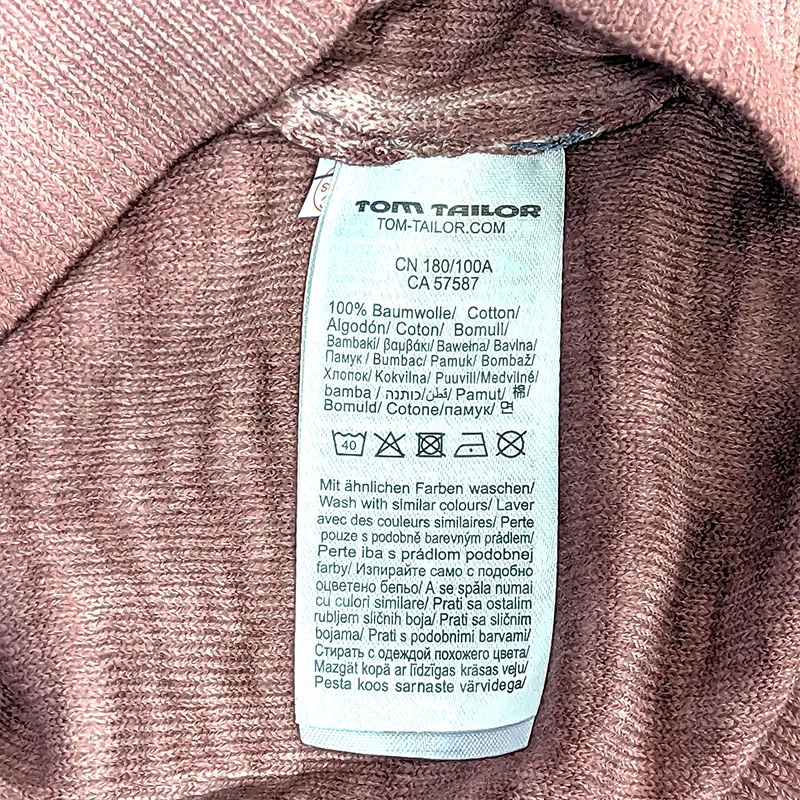 TOM TAILOR
TOM-TAILOR.COM
CN 180/100A
CA 57587
100% Baumwolle/ Cotton/
Algodón/ Coton/ Bomull/
Bambaki/ βαμβάκι/ Bawełna/ Bavlna/
Памук / Bumbac/ Pamuk/ Bombaž/
Хлопок/ Kokvilna/ Puuvill/Medvilnė/
bamba / כותנה/قطن/ Pamut/ 棉/
Bomuld/ Cotone/памук/ 면
40
Mit ähnlichen Farben waschen/
Wash with similar colours/ Laver
avec des couleurs similaires/ Perte
pouze s podobně barevným prádlem/
Perte iba s prádlom podobnej
farby/ Изпирайте само с подобно
оцветено бельо/ A se spăla numai
cu culori similare/ Prati sa ostalim
rubljem sličnih boja/ Prati sa sličnim
bojama/ Prati s podobnimi barvami/
Стирать с одеждой похожего цвета/
Mazgāt kopā ar līdzīgas krāsas veļu/
Pesta koos sarnaste värvidega/